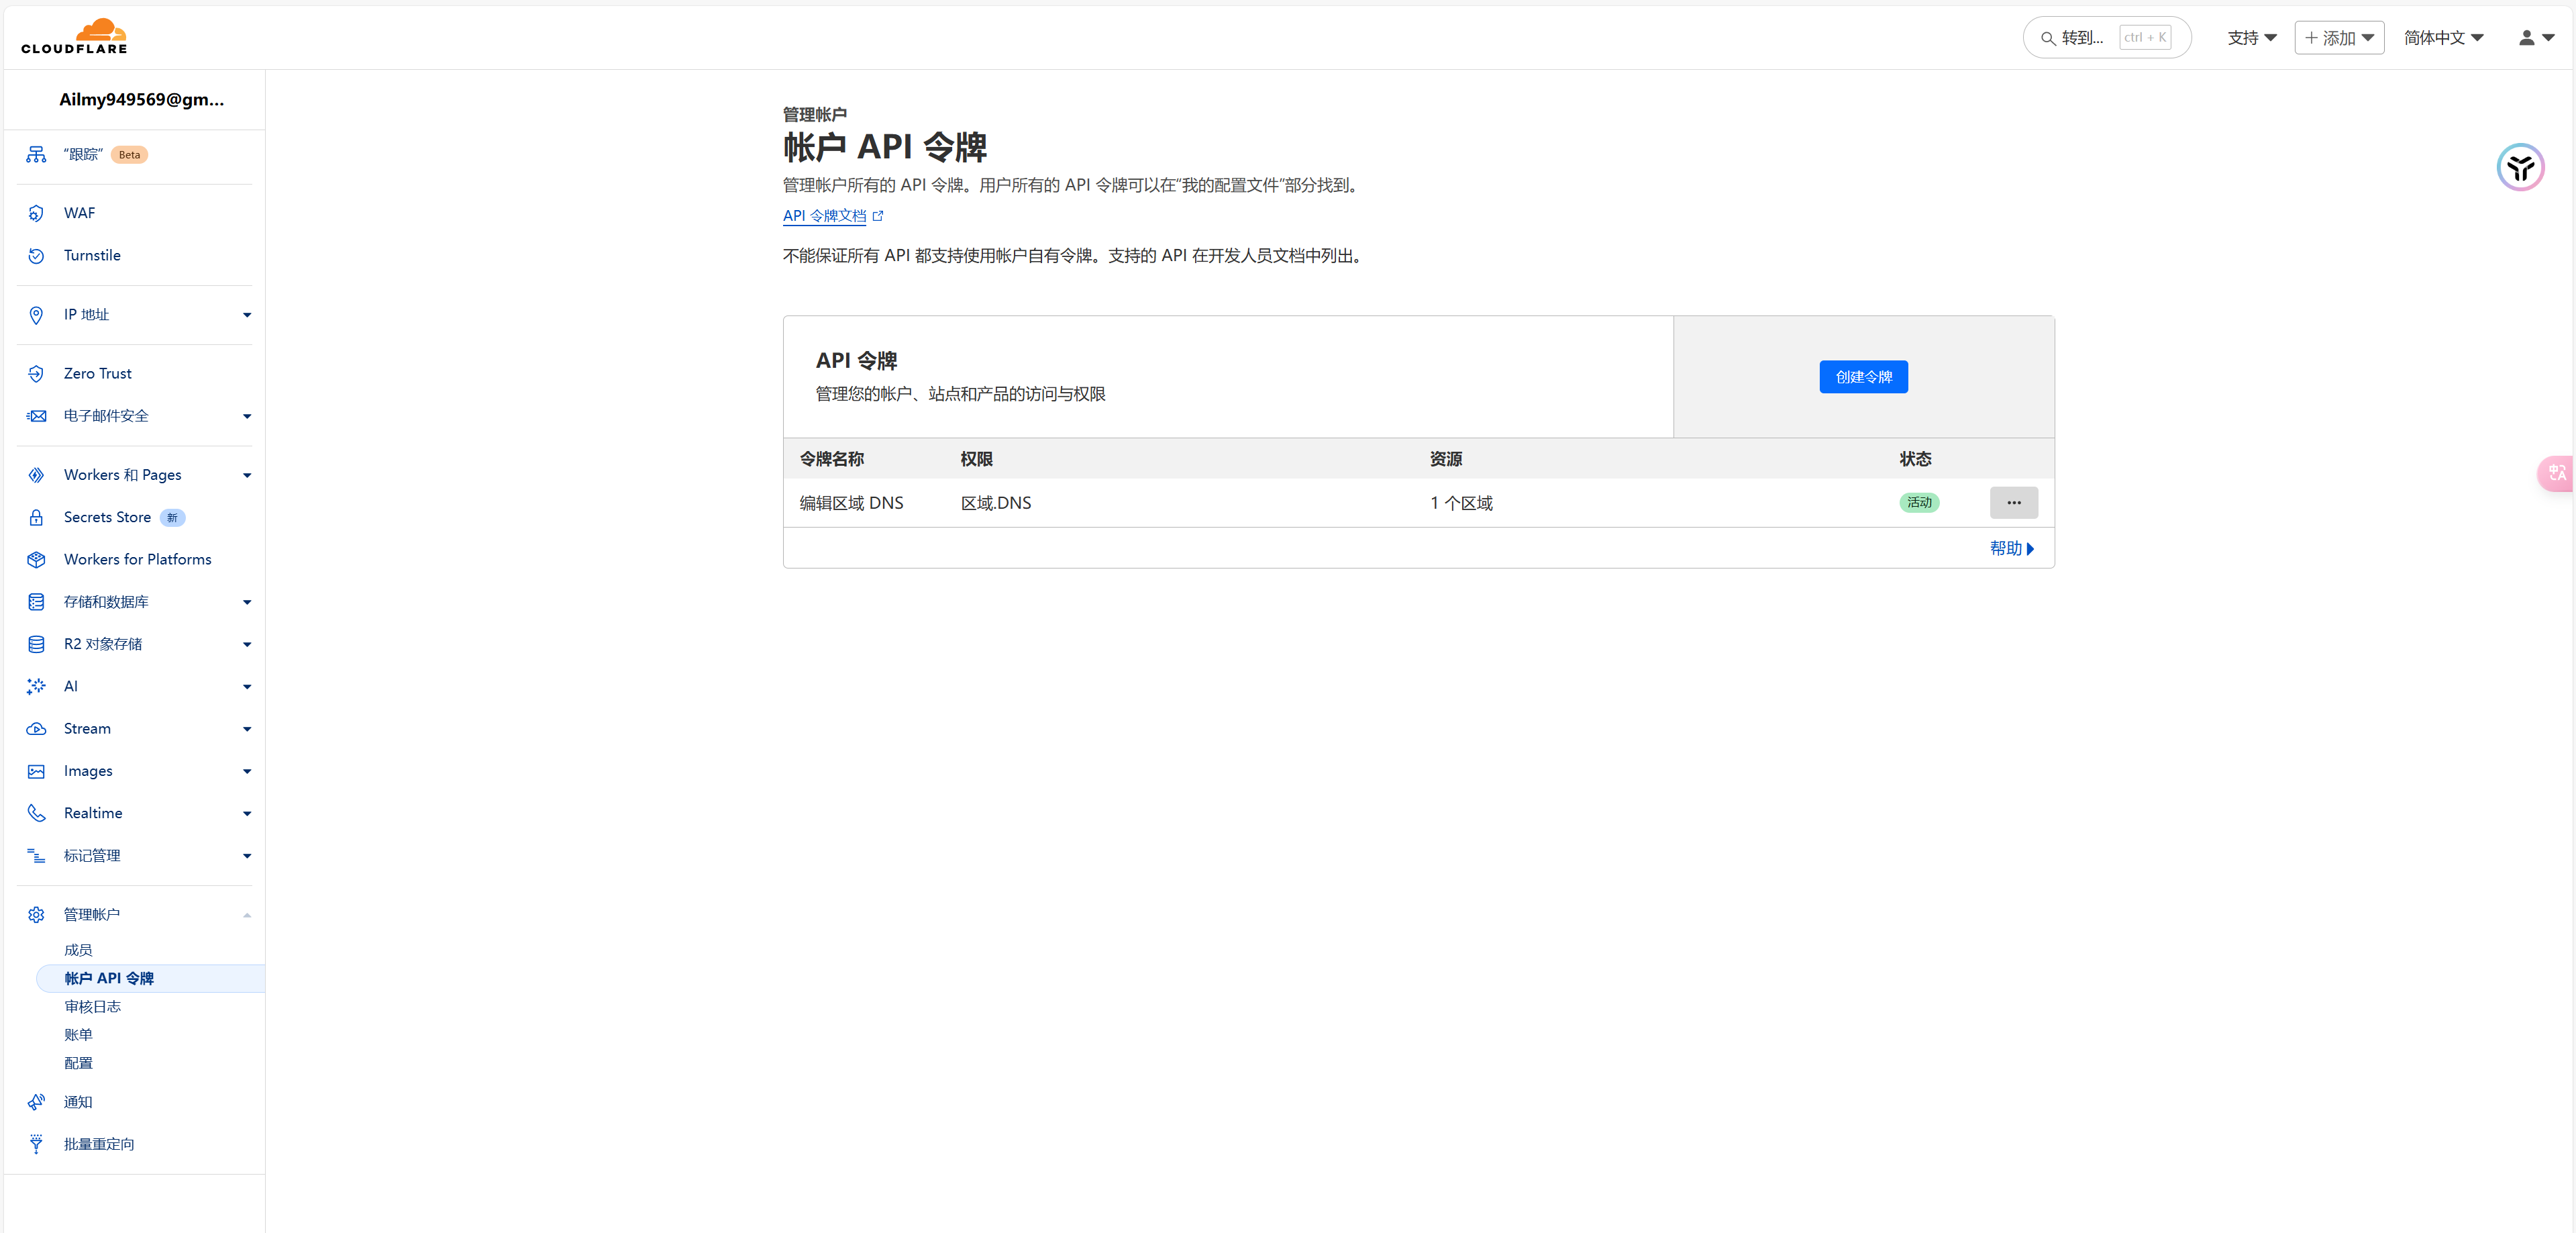 CLOUDFLARE
转到... ctrl + K
支持
添加
简体中文
Ailmy949569@gm...
“跟踪” Beta
WAF
Turnstile
IP 地址
Zero Trust
电子邮件安全
Workers 和 Pages
Secrets Store 新
Workers for Platforms
存储和数据库
R2 对象存储
AI
Stream
Images
Realtime
标记管理
管理帐户
成员
帐户 API 令牌
审核日志
账单
配置
通知
批量重定向
管理帐户
帐户 API 令牌
管理帐户所有的 API 令牌。用户所有的 API 令牌可以在“我的配置文件”部分找到。
API 令牌文档
不能保证所有 API 都支持使用帐户自有令牌。支持的 API 在开发人员文档中列出。
API 令牌
管理您的帐户、站点和产品的访问与权限
创建令牌
令牌名称 权限 资源 状态
编辑区域 DNS 区域.DNS 1 个区域 活动 ...
帮助
中 A